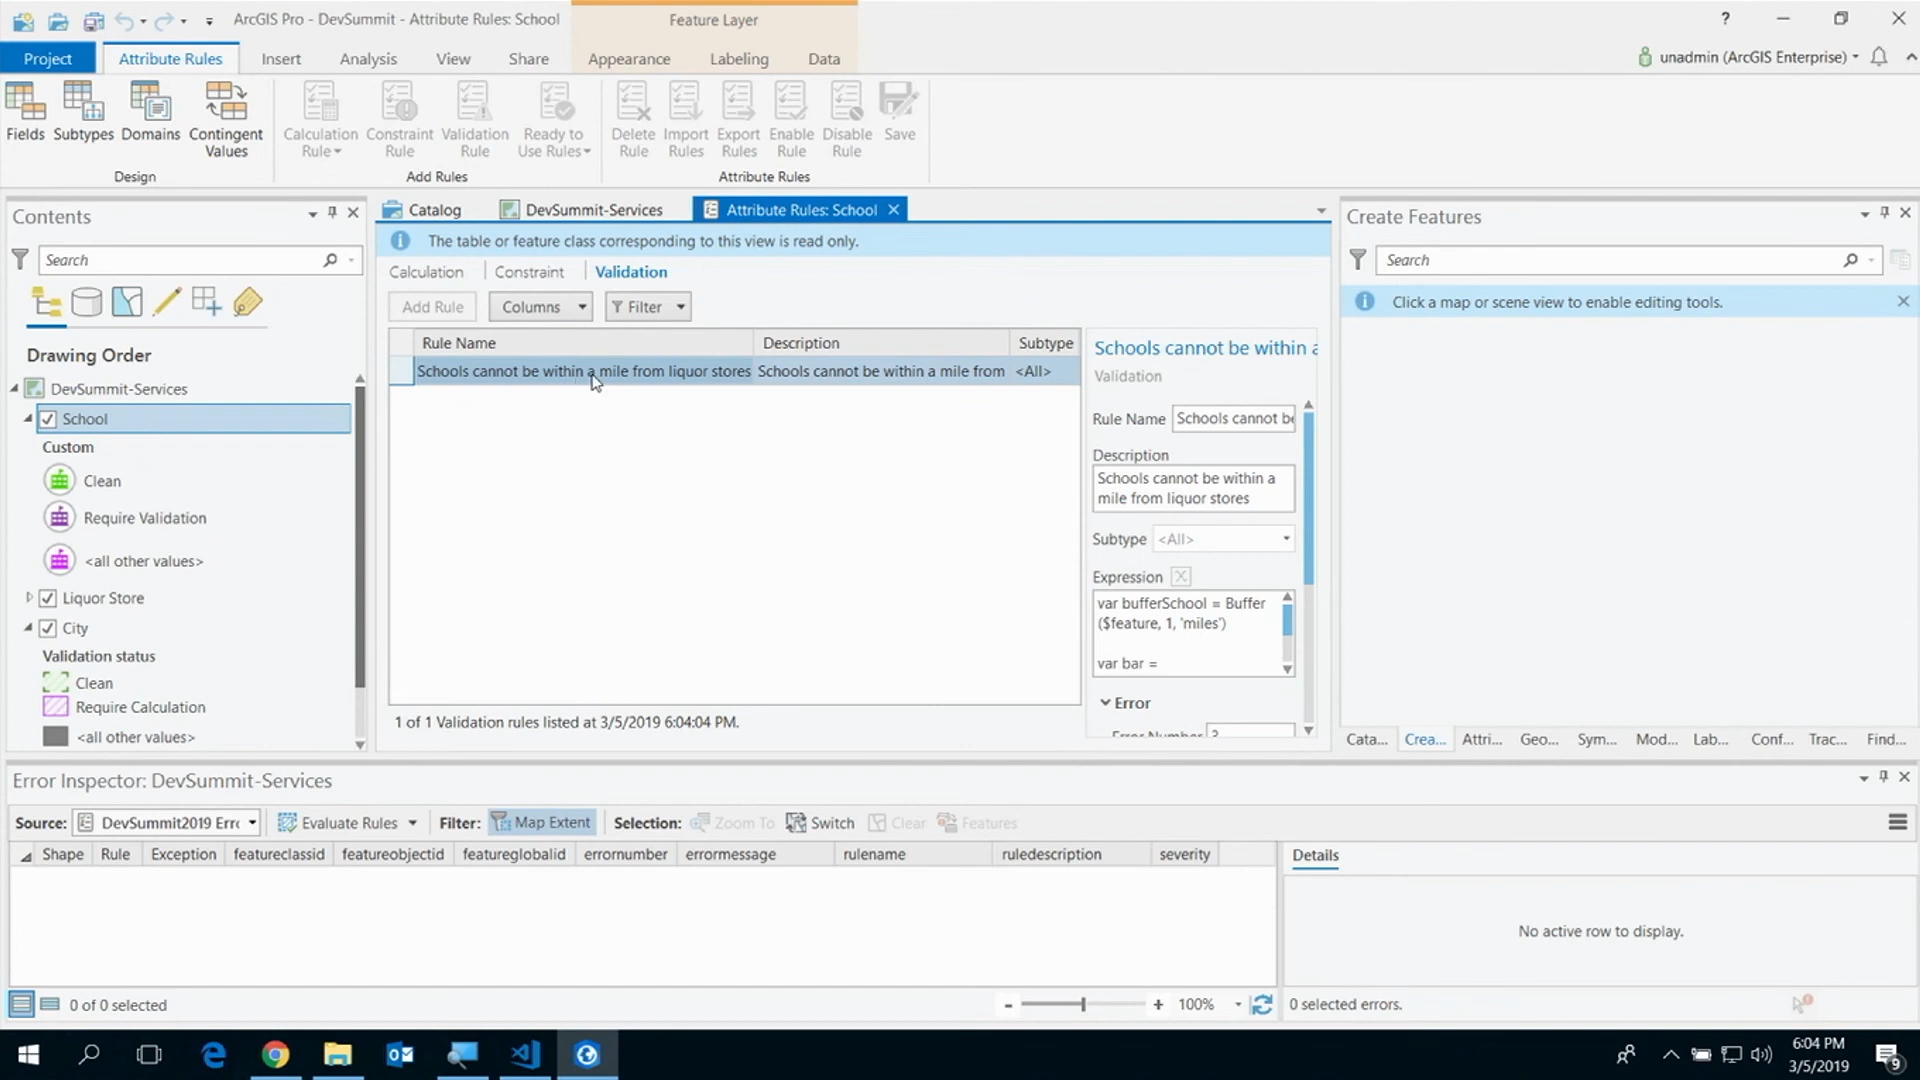 ArcGIS Pro - DevSummit - Attribute Rules: School
Feature Layer
?
Project
Attribute Rules
Insert
Analysis
View
Share
Appearance
Labeling
Data
unadmin (ArcGIS Enterprise)
Fields
Subtypes
Domains
Contingent
Values
Calculation
Rule
Constraint
Rule
Validation
Rule
Ready to
Use Rules
Delete
Rule
Import
Rules
Export
Rules
Enable
Rule
Disable
Rule
Save
Design
Add Rules
Attribute Rules
Contents
Search
Drawing Order
DevSummit-Services
School
Custom
Clean
Require Validation
<all other values>
Liquor Store
City
Validation status
Clean
Require Calculation
<all other values>
Catalog
DevSummit-Services
Attribute Rules: School
The table or feature class corresponding to this view is read only.
Calculation
Constraint
Validation
Add Rule
Columns
Filter
Rule Name
Description
Subtype
Schools cannot be within a mile from liquor stores
Schools cannot be within a mile from
<All>
1 of 1 Validation rules listed at 3/5/2019 6:04:04 PM.
Schools cannot be within a
Validation
Rule Name
Schools cannot be
Description
Schools cannot be within a
mile from liquor stores
Subtype
<All>
Expression
var bufferSchool = Buffer
($feature, 1, 'miles')
var bar =
Error
Error Number
3
Create Features
Search
Click a map or scene view to enable editing tools.
Cata...
Crea...
Attri...
Geo...
Sym...
Mod...
Lab...
Conf...
Trac...
Find...
Error Inspector: DevSummit-Services
Source:
DevSummit2019 Errc
Evaluate Rules
Filter:
Map Extent
Selection:
Zoom To
Switch
Clear
Features
Shape
Rule
Exception
featureclassid
featureobjectid
featureglobalid
errornumber
errormessage
rulename
ruledescription
severity
Details
No active row to display.
0 of 0 selected
- + 100%
0 selected errors.
6:04 PM
3/5/2019
9